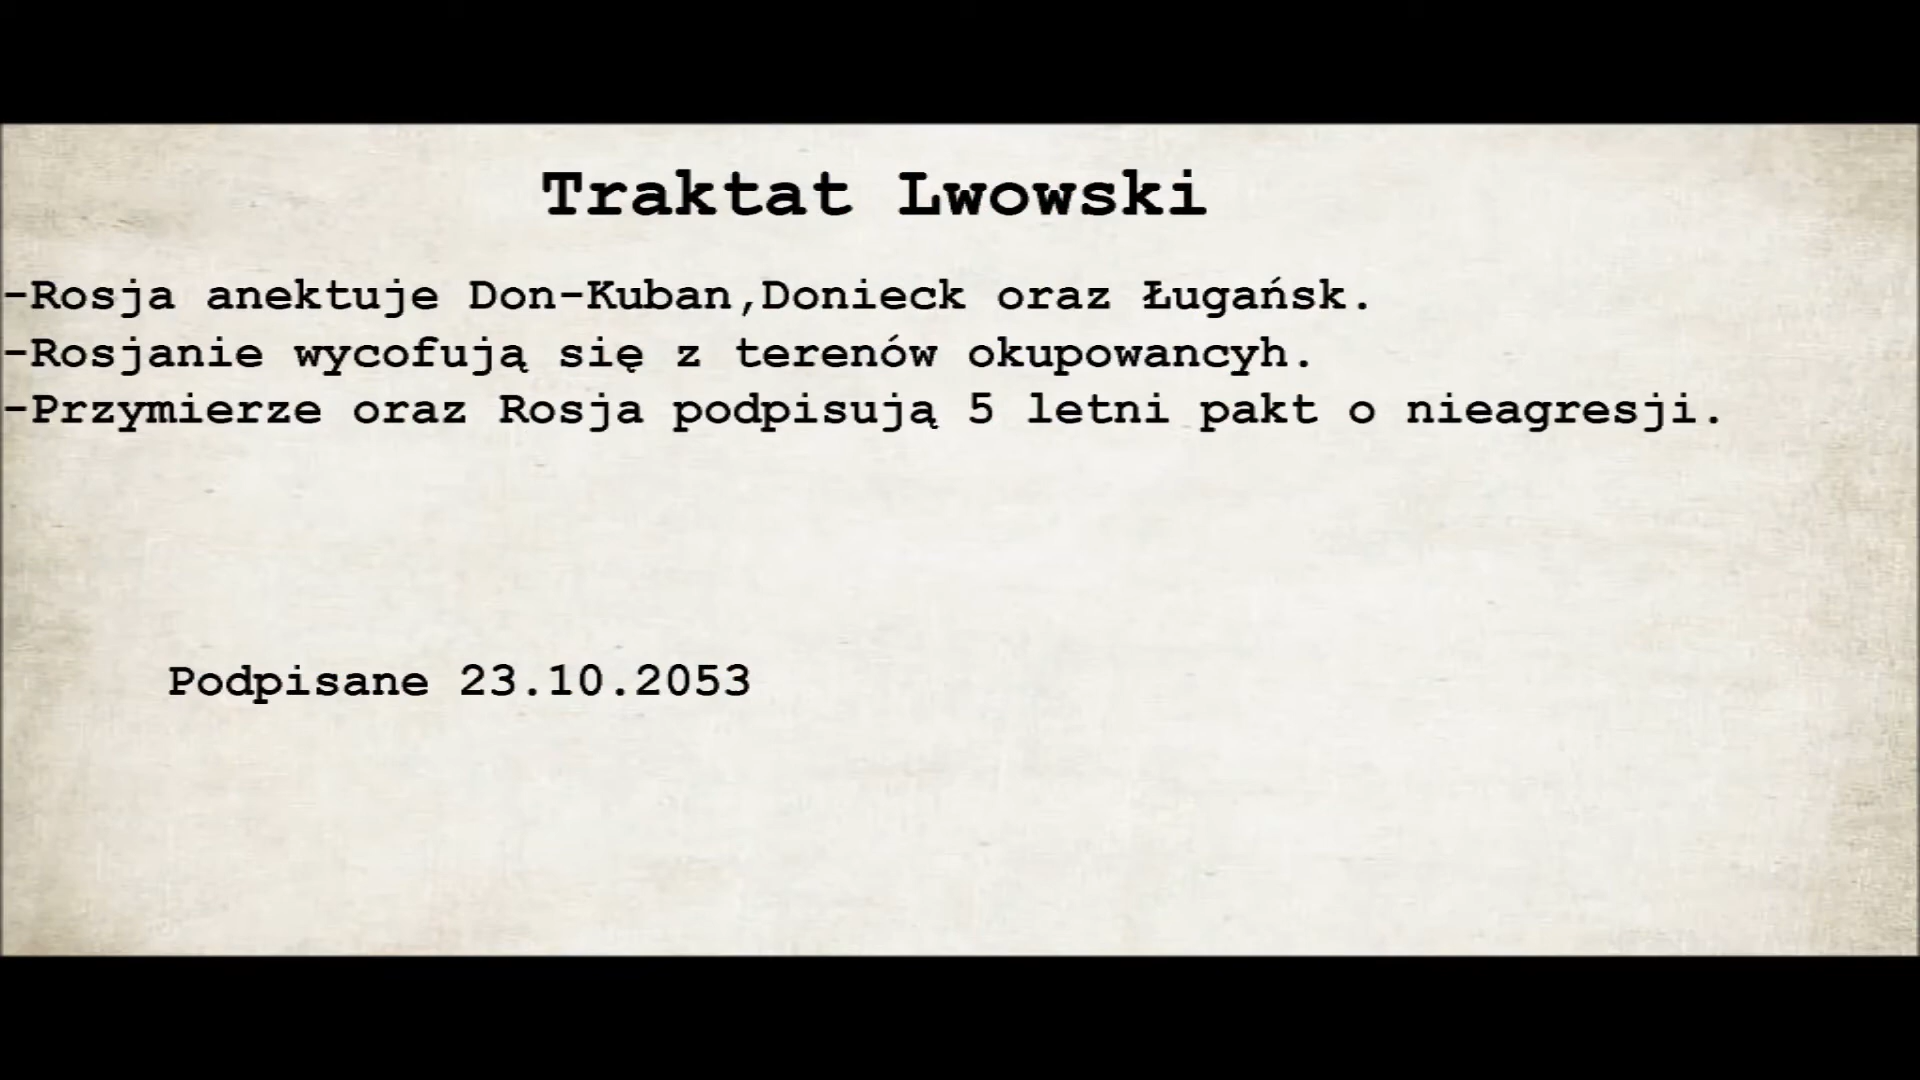 Traktat Lwowski
-Rosja anektuje Don-Kuban,Donieck oraz Ługańsk.
-Rosjanie wycofują się z terenów okupowancyh.
-Przymierze oraz Rosja podpisują 5 letni pakt o nieagresji.
Podpisane 23.10.2053